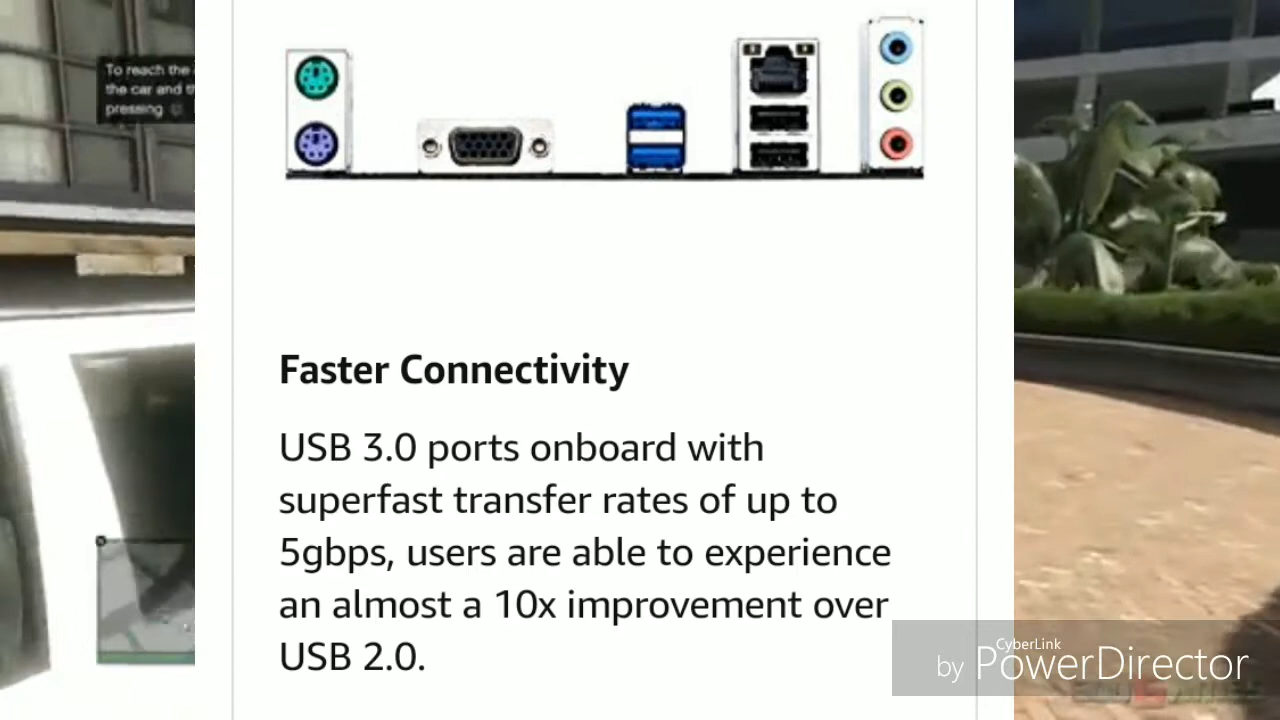 To reach the
the car and th
pressing
Faster Connectivity
USB 3.0 ports onboard with
superfast transfer rates of up to
5gbps, users are able to experience
an almost a 10x improvement over
USB 2.0.
CyberLink
by PowerDirector